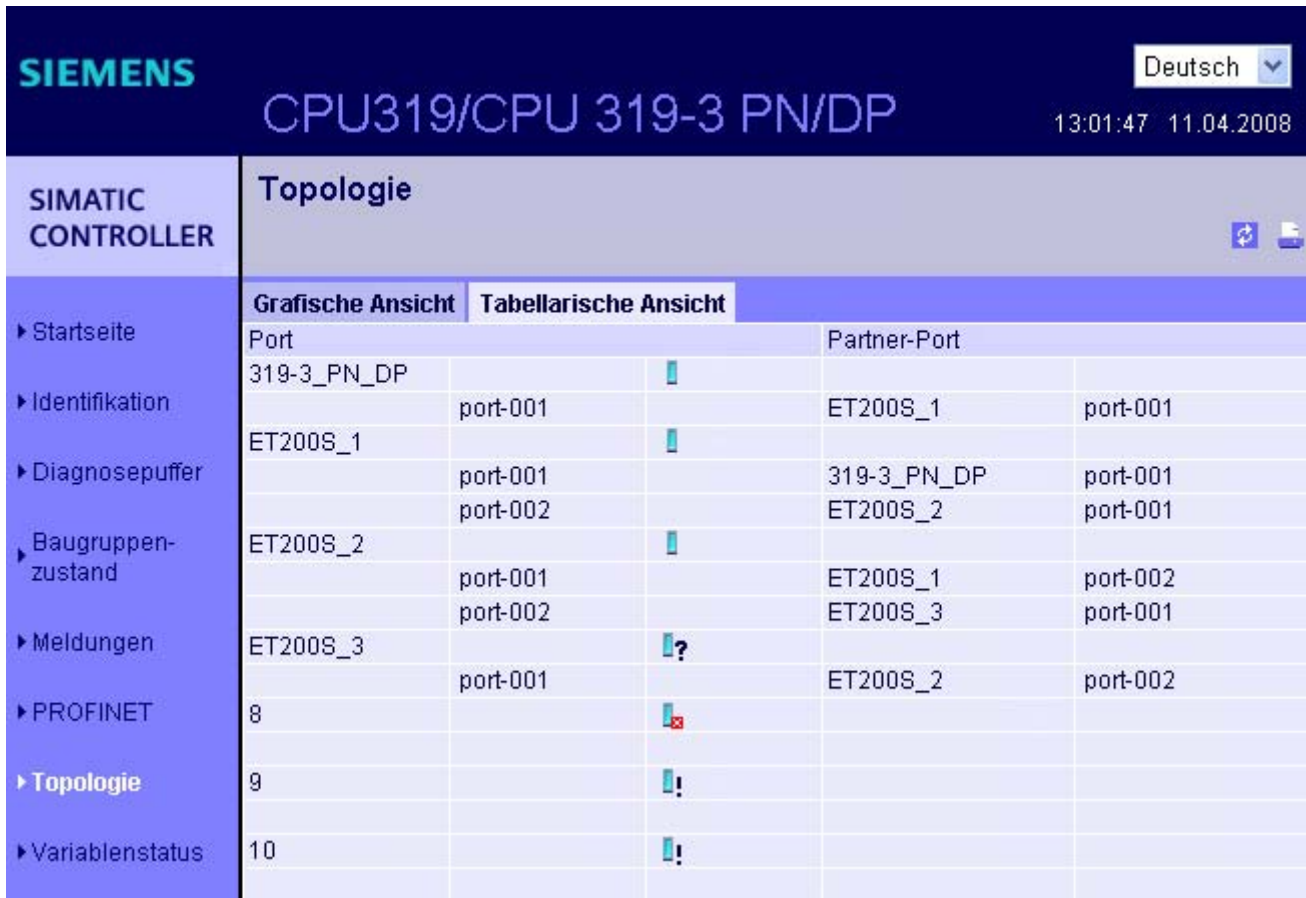 SIEMENS
Deutsch
CPU319/CPU 319-3 PN/DP
13:01:47 11.04.2008
SIMATIC
CONTROLLER
Topologie
Startseite
Identifikation
Diagnosepuffer
Baugruppen-
zustand
Meldungen
PROFINET
Topologie
Variablenstatus
Grafische Ansicht Tabellarische Ansicht
Port Partner-Port
319-3_PN_DP
port-001 ET200S_1 port-001
ET200S_1
port-001 319-3_PN_DP port-001
port-002 ET200S_2 port-001
ET200S_2
port-001 ET200S_1 port-002
port-002 ET200S_3 port-001
ET200S_3 ?
port-001 ET200S_2 port-002
8
9 !
10 !